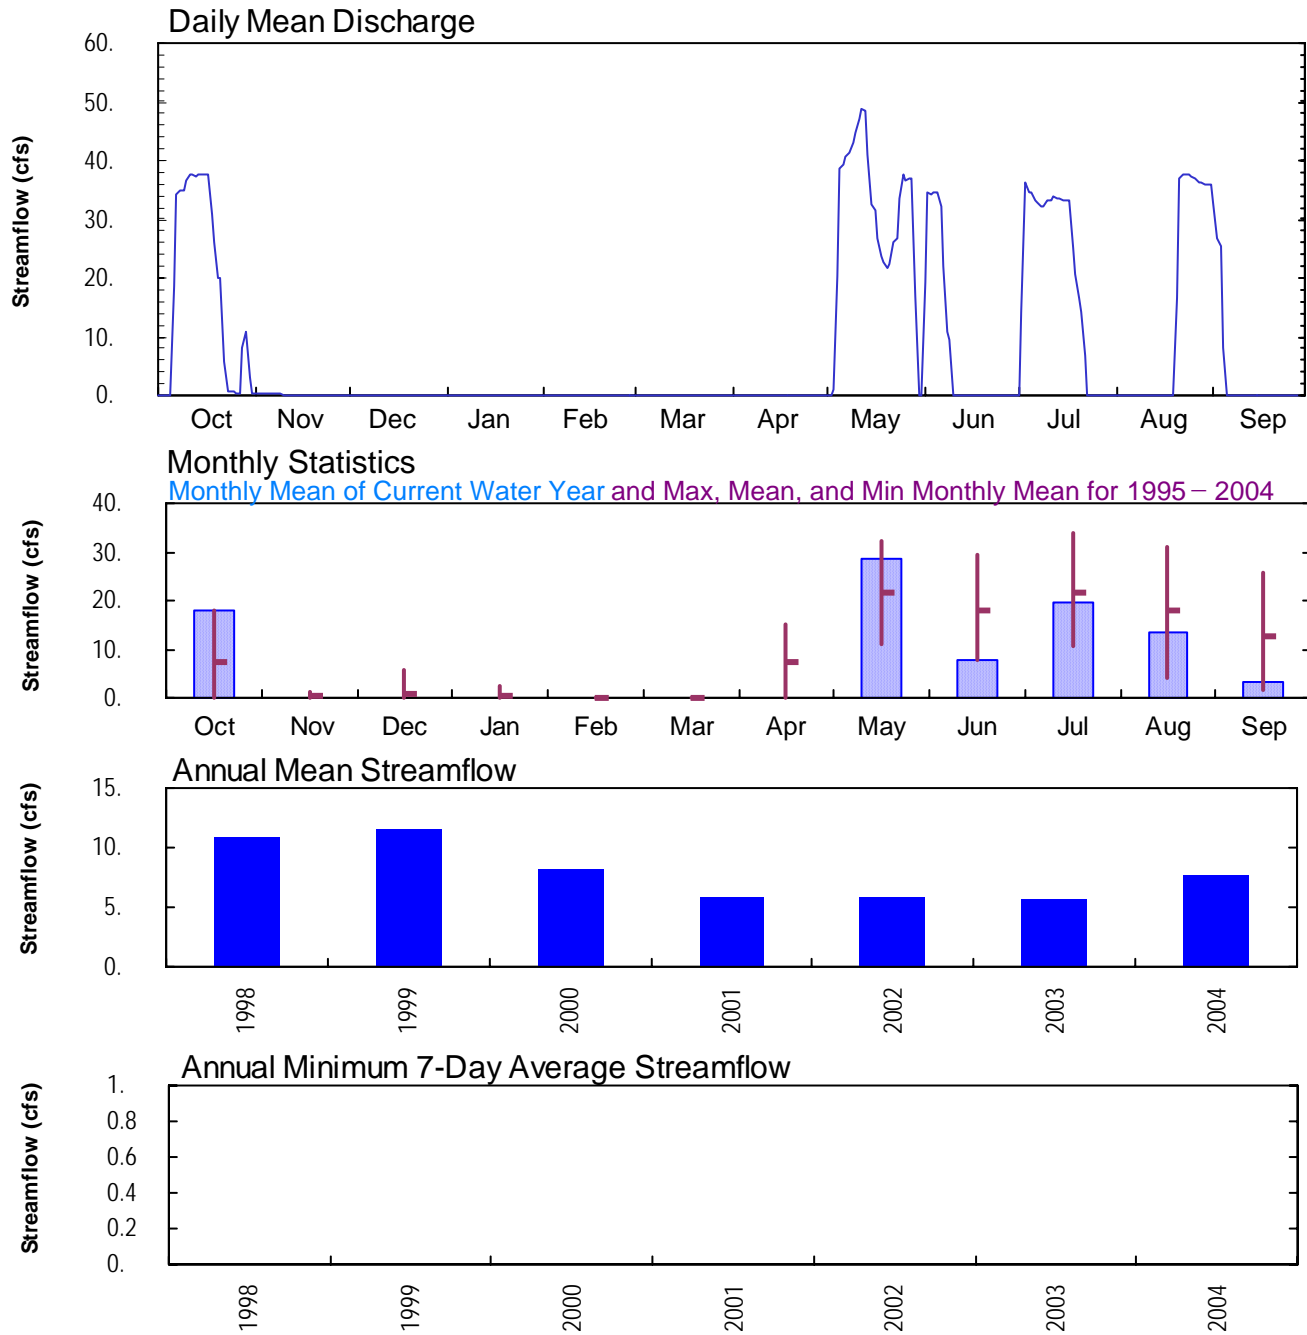 Daily Mean Discharge
Streamflow (cfs)
60.
50.
40.
30.
20.
10.
0.
Oct Nov Dec Jan Feb Mar Apr May Jun Jul Aug Sep
Monthly Statistics
Monthly Mean of Current Water Year and Max, Mean, and Min Monthly Mean for 1995 – 2004
Streamflow (cfs)
40.
30.
20.
10.
0.
Oct Nov Dec Jan Feb Mar Apr May Jun Jul Aug Sep
Annual Mean Streamflow
Streamflow (cfs)
15.
10.
5.
0.
1998 1999 2000 2001 2002 2003 2004
Annual Minimum 7-Day Average Streamflow
Streamflow (cfs)
1.
0.8
0.6
0.4
0.2
0.
1998 1999 2000 2001 2002 2003 2004